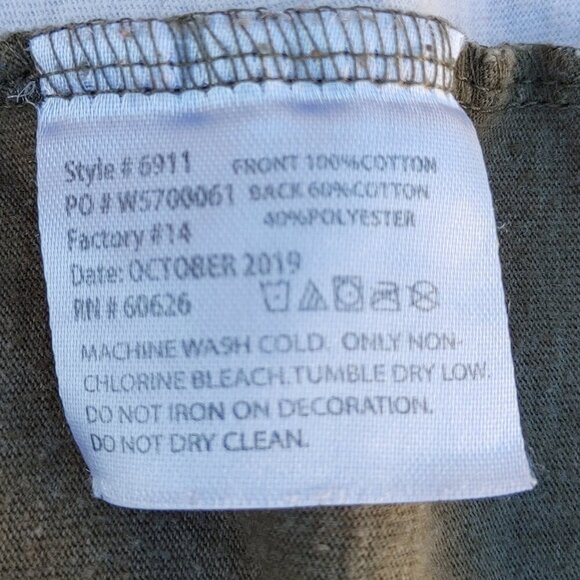 Style # 6911 FRONT 100%COTTON
PO # W5700061 BACK 60%COTTON
40%POLYESTER
Factory #14
Date: OCTOBER 2019
RN # 60626
MACHINE WASH COLD. ONLY NON-
CHLORINE BLEACH.TUMBLE DRY LOW.
DO NOT IRON ON DECORATION.
DO NOT DRY CLEAN.